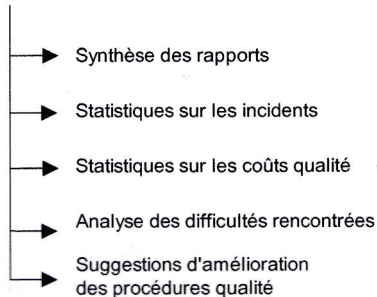 Synthèse des rapports
Statistiques sur les incidents
Statistiques sur les coûts qualité
Analyse des difficultés rencontrées
Suggestions d'amélioration
des procédures qualité